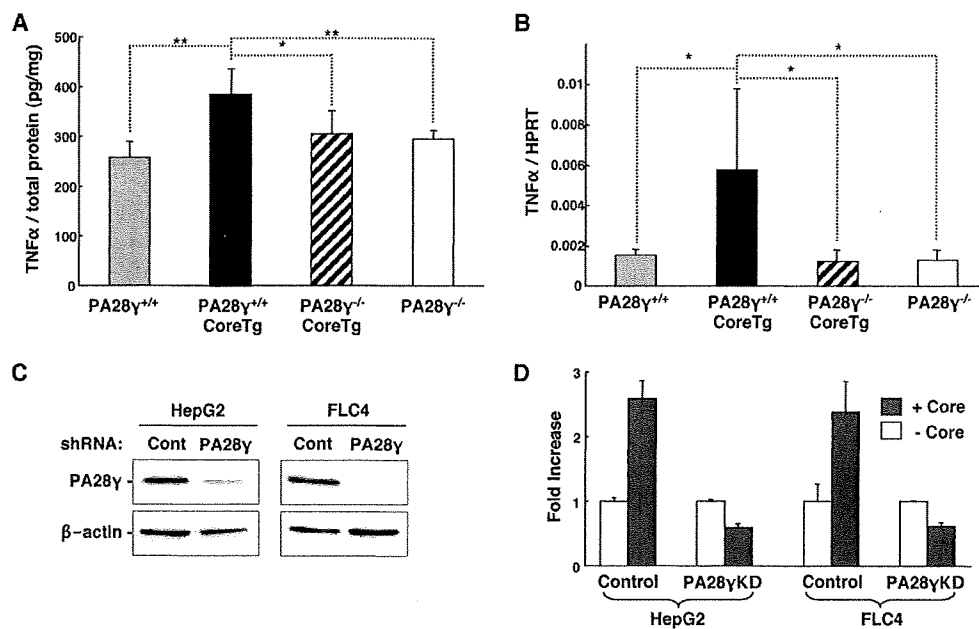 A
TNFα / total protein (pg/mg)
500
400
300
200
100
0
**
*
**
PA28γ+/+
PA28γ+/+ CoreTg
PA28γ-/- CoreTg
PA28γ-/-
B
TNFα / HPRT
0.01
0.008
0.006
0.004
0.002
0
*
*
*
PA28γ+/+
PA28γ+/+ CoreTg
PA28γ-/- CoreTg
PA28γ-/-
C
HepG2
FLC4
shRNA: Cont PA28γ Cont PA28γ
PA28γ -
β-actin -
D
Fold Increase
3
2
1
0
+ Core
- Core
Control PA28γKD Control PA28γKD
HepG2 FLC4